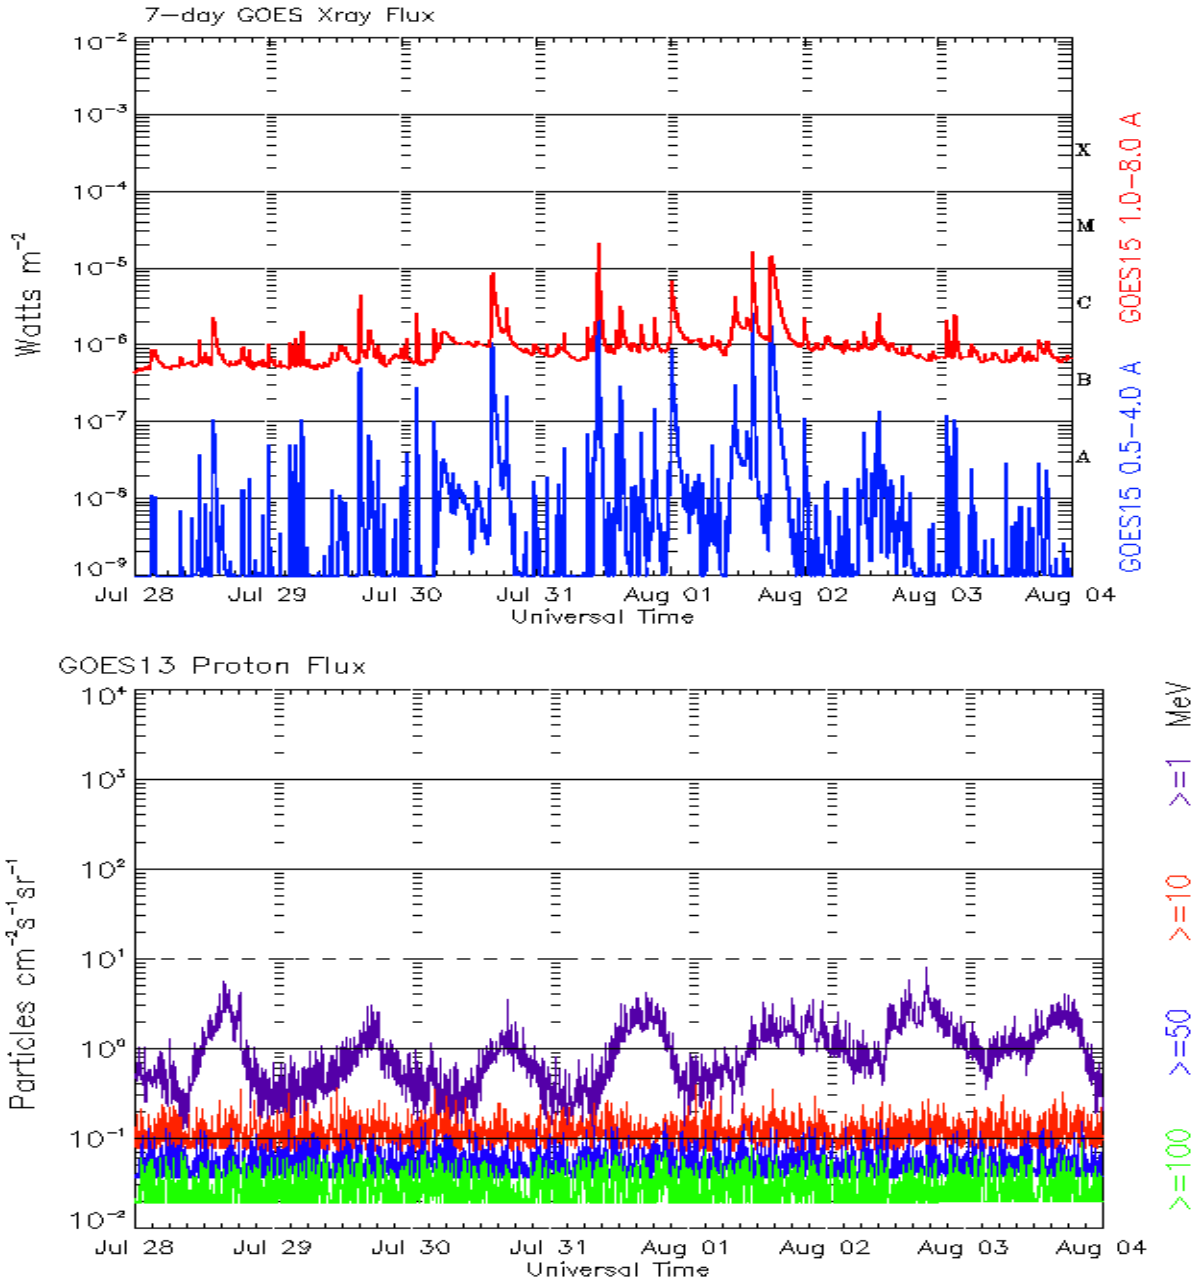 7-day GOES Xray Flux
10⁻²
10⁻³
10⁻⁴
10⁻⁵
10⁻⁶
10⁻⁷
10⁻⁸
10⁻⁹
Watts m⁻²
X
M
C
B
A
GOES15 1.0-8.0 A
GOES15 0.5-4.0 A
Jul 28 Jul 29 Jul 30 Jul 31 Aug 01 Aug 02 Aug 03 Aug 04
Universal Time
GOES13 Proton Flux
10⁴
10³
10²
10¹
10⁰
10⁻¹
10⁻²
Particles cm⁻²s⁻¹sr⁻¹
MeV
>=1
>=10
>=50
>=100
Jul 28 Jul 29 Jul 30 Jul 31 Aug 01 Aug 02 Aug 03 Aug 04
Universal Time